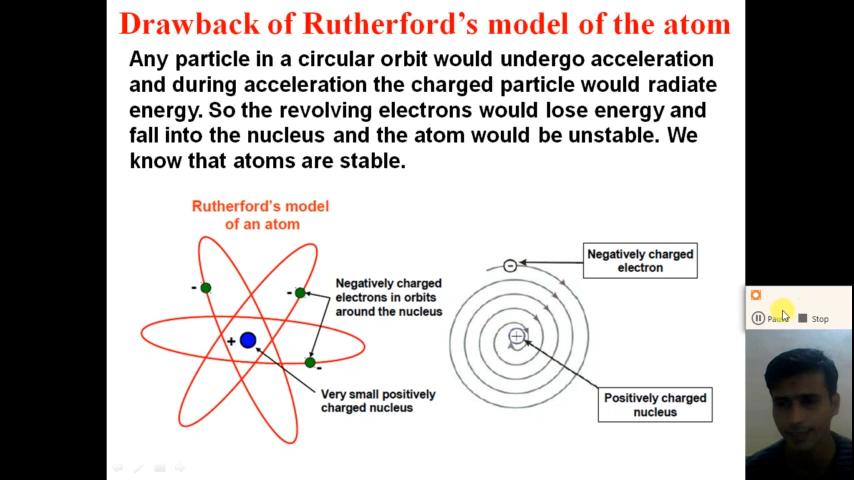 Drawback of Rutherford's model of the atom
Any particle in a circular orbit would undergo acceleration
and during acceleration the charged particle would radiate
energy. So the revolving electrons would lose energy and
fall into the nucleus and the atom would be unstable. We
know that atoms are stable.
Rutherford's model
of an atom
-
-
Negatively charged
electrons in orbits
around the nucleus
+
-
Very small positively
charged nucleus
−
Negatively charged
electron
+
Positively charged
nucleus
Pause
Stop